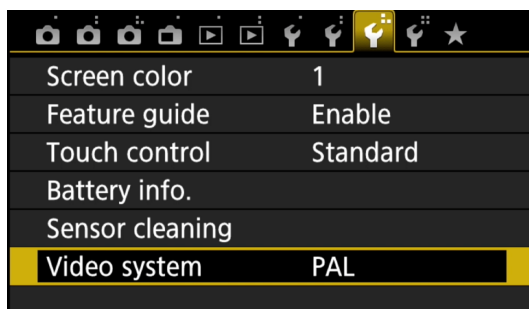 Screen color 1
Feature guide Enable
Touch control Standard
Battery info.
Sensor cleaning
Video system PAL